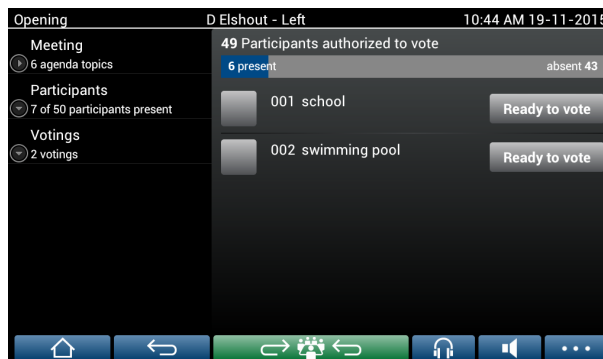 Opening D Elshout - Left 10:44 AM 19-11-2015
Meeting
6 agenda topics
Participants
7 of 50 participants present
Votings
2 votings
49 Participants authorized to vote
6 present absent 43
001 school Ready to vote
002 swimming pool Ready to vote